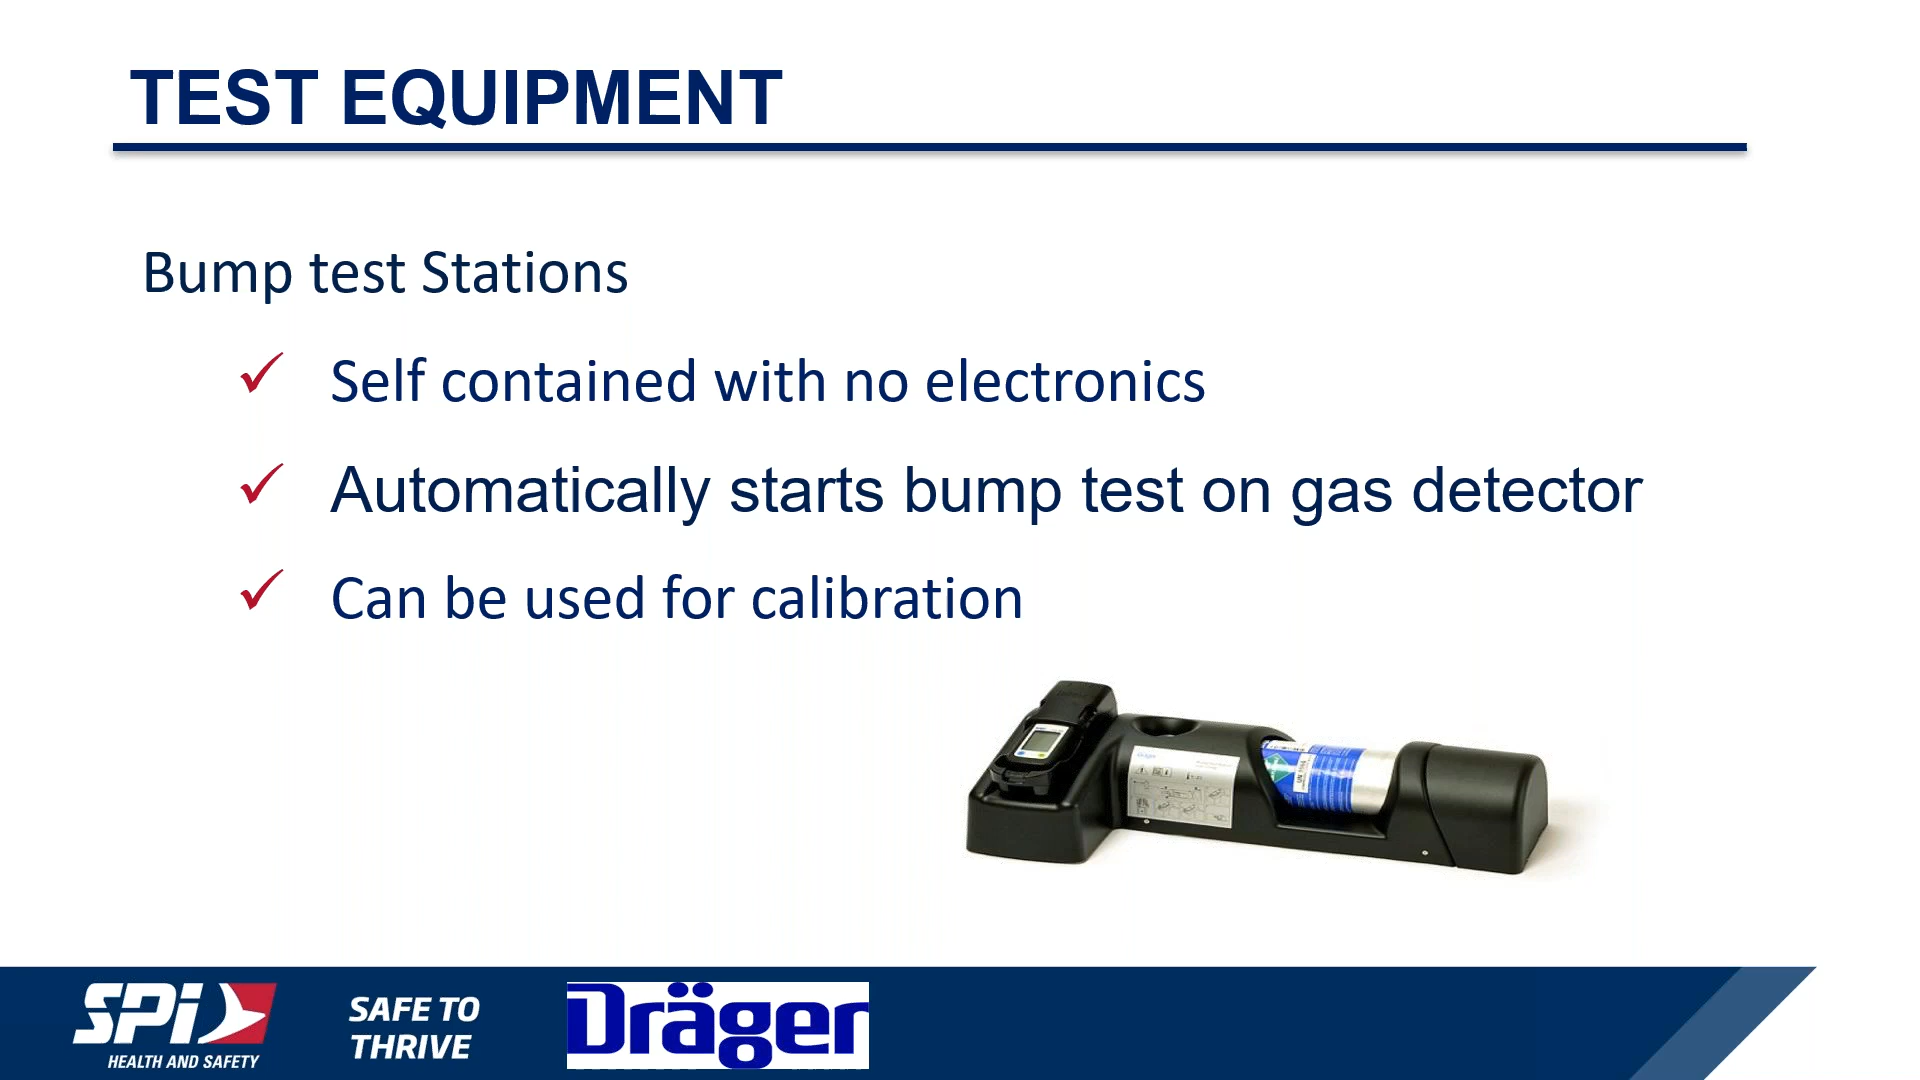 TEST EQUIPMENT
Bump test Stations
✓ Self contained with no electronics
✓ Automatically starts bump test on gas detector
✓ Can be used for calibration
Dräger
SPi
HEALTH AND SAFETY
SAFE TO
THRIVE
Dräger